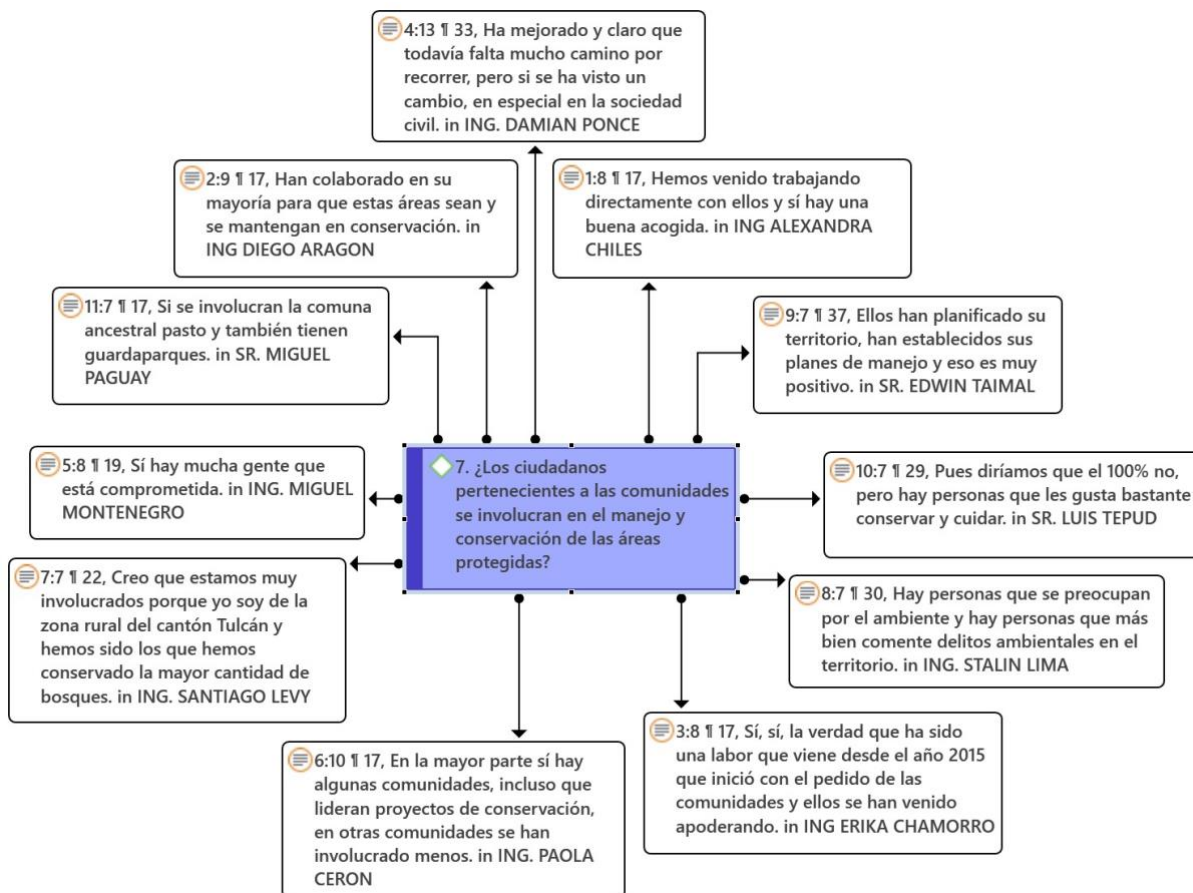 4:13 ¶ 33, Ha mejorado y claro que
todavía falta mucho camino por
recorrer, pero si se ha visto un
cambio, en especial en la sociedad
civil. in ING. DAMIAN PONCE
2:9 ¶ 17, Han colaborado en su
mayoría para que estas áreas sean y
se mantengan en conservación. in
ING DIEGO ARAGON
1:8 ¶ 17, Hemos venido trabajando
directamente con ellos y sí hay una
buena acogida. in ING ALEXANDRA
CHILES
11:7 ¶ 17, Si se involucran la comuna
ancestral pasto y también tienen
guardaparques. in SR. MIGUEL
PAGUAY
9:7 ¶ 37, Ellos han planificado su
territorio, han establecidos sus
planes de manejo y eso es muy
positivo. in SR. EDWIN TAIMAL
5:8 ¶ 19, Sí hay mucha gente que
está comprometida. in ING. MIGUEL
MONTENEGRO
7. ¿Los ciudadanos
pertenecientes a las comunidades
se involucran en el manejo y
conservación de las áreas
protegidas?
10:7 ¶ 29, Pues diríamos que el 100% no,
pero hay personas que les gusta bastante
conservar y cuidar. in SR. LUIS TEPUD
7:7 ¶ 22, Creo que estamos muy
involucrados porque yo soy de la
zona rural del cantón Tulcán y
hemos sido los que hemos
conservado la mayor cantidad de
bosques. in ING. SANTIAGO LEVY
8:7 ¶ 30, Hay personas que se preocupan
por el ambiente y hay personas que más
bien comente delitos ambientales en el
territorio. in ING. STALIN LIMA
6:10 ¶ 17, En la mayor parte sí hay
algunas comunidades, incluso que
lideran proyectos de conservación,
en otras comunidades se han
involucrado menos. in ING. PAOLA
CERON
3:8 ¶ 17, Sí, sí, la verdad que ha sido
una labor que viene desde el año 2015
que inició con el pedido de las
comunidades y ellos se han venido
apoderando. in ING ERIKA CHAMORRO